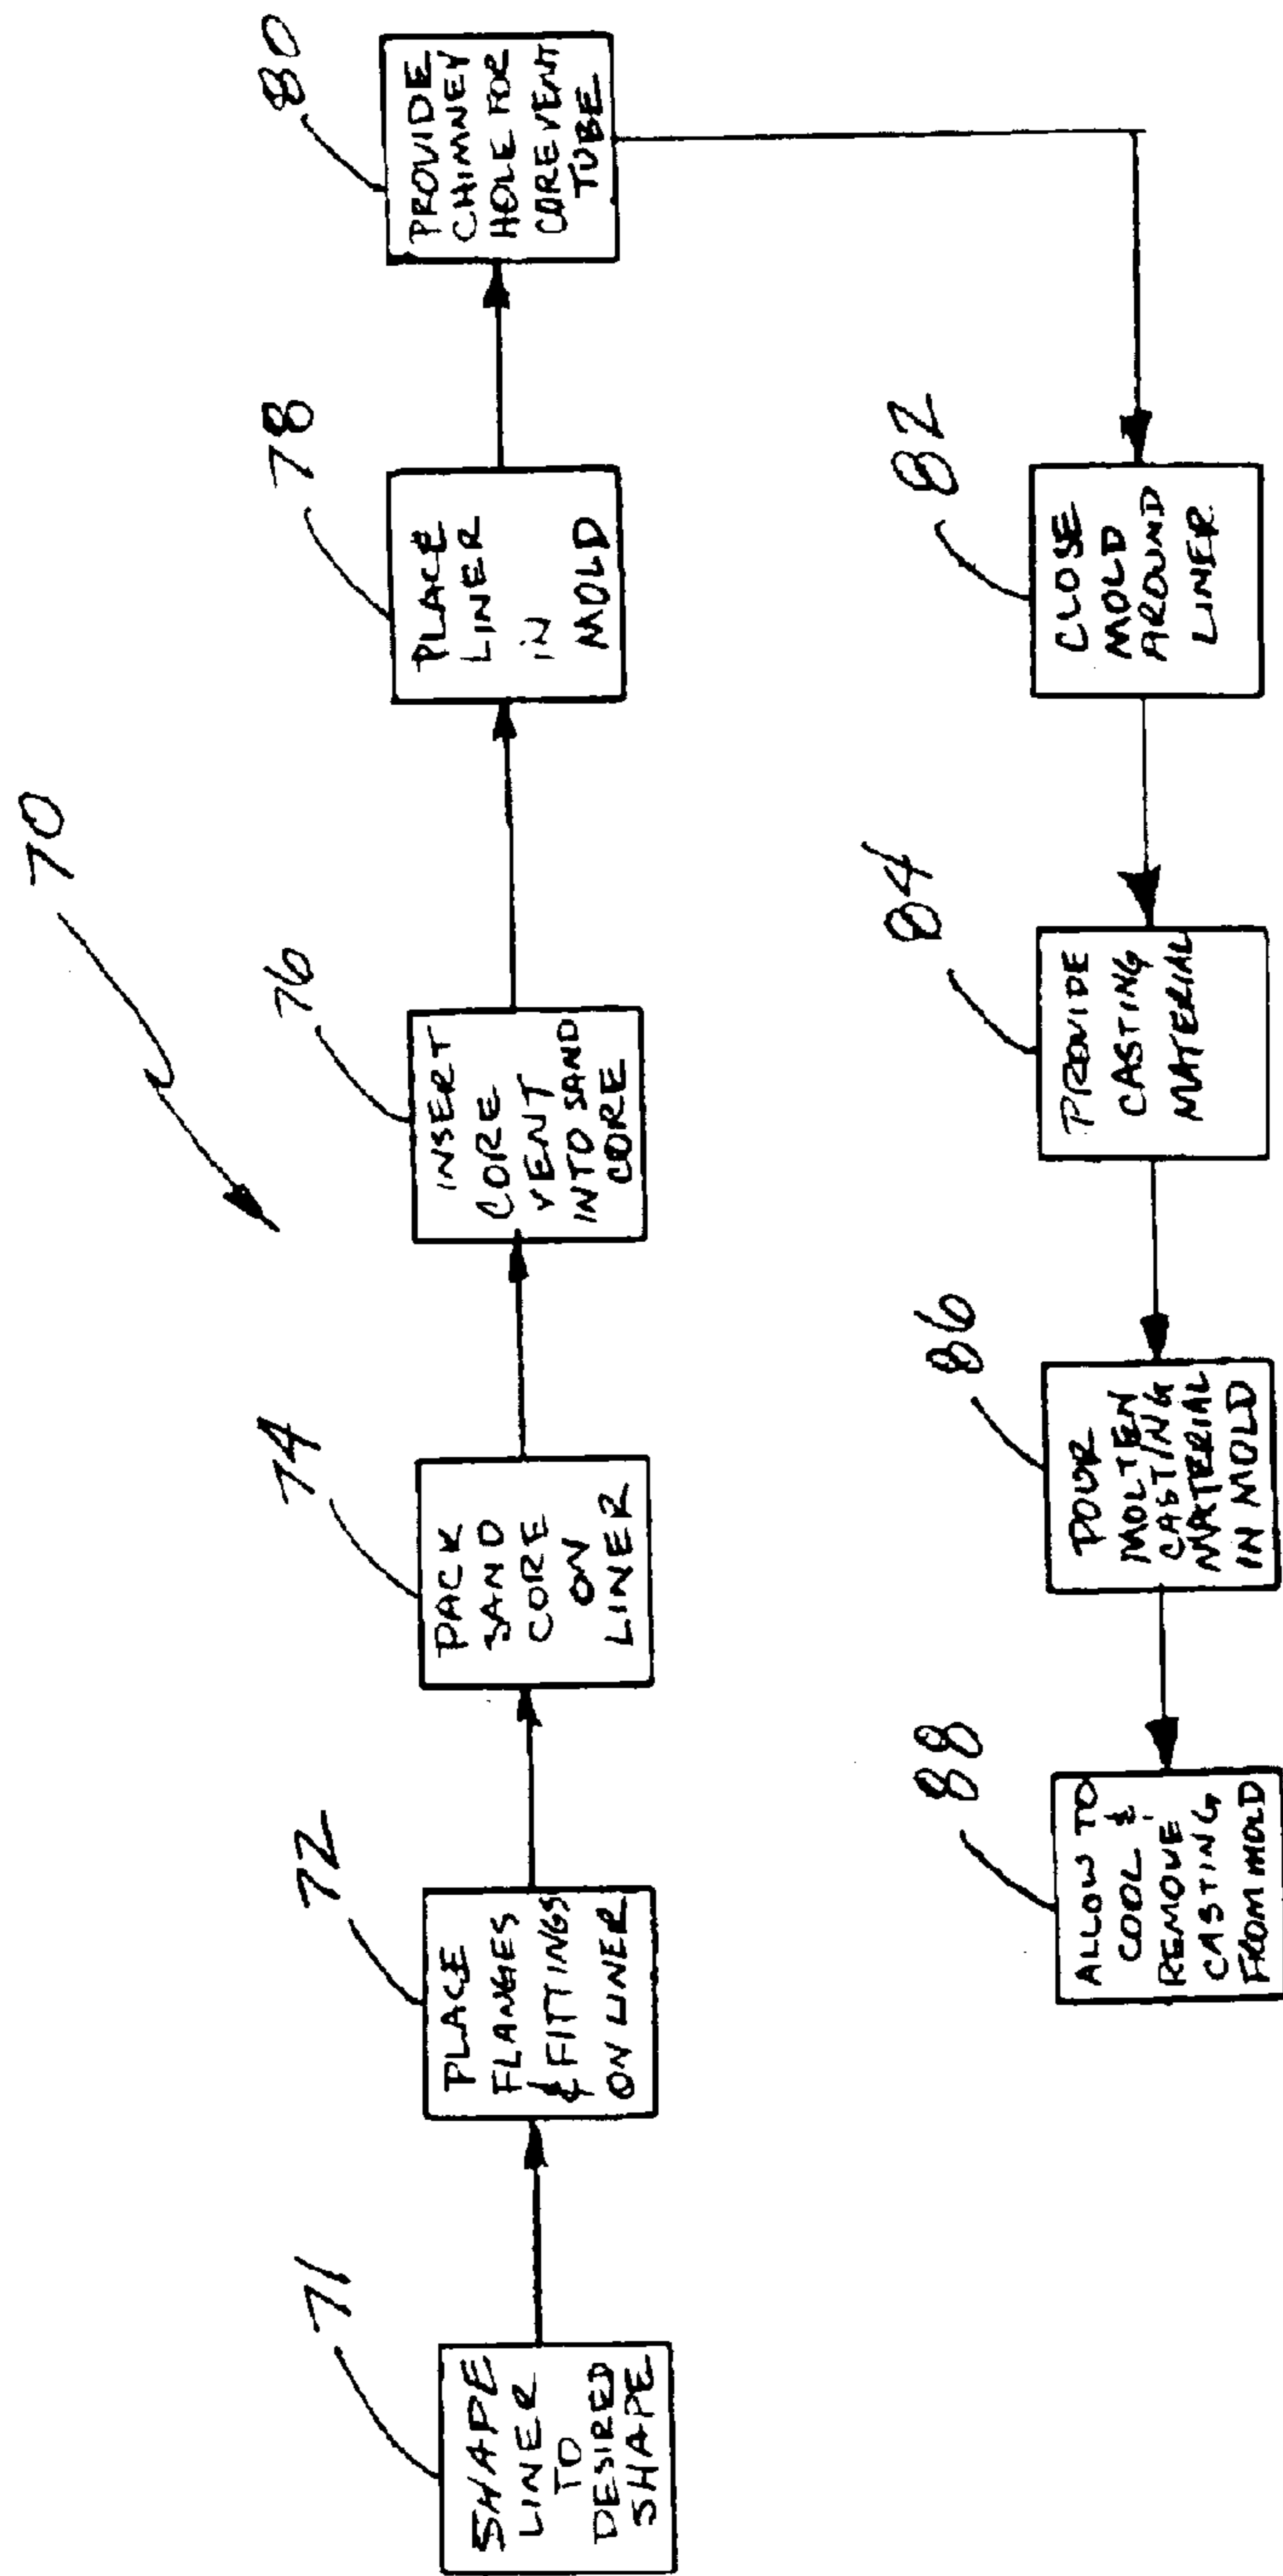 70
71
SHAPE
LINER
TO
DESIRED
SHAPE
72
PLACE
FLANGES
& FITTINGS
ON LINER
74
PACK
SAND
CORE
ON
LINER
76
INSERT
CORE
VENT
INTO SAND
CORE
78
PLACE
LINER
IN
MOLD
80
PROVIDE
CHIMNEY
HOLE FOR
CORE VENT
TUBE
82
CLOSE
MOLD
AROUND
LINER
84
PROVIDE
CASTING
MATERIAL
86
POUR
MOLTEN
CASTING
MATERIAL
IN MOLD
88
ALLOW TO
COOL &
REMOVE
CASTING
FROM MOLD